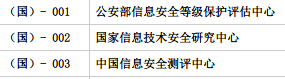 （国）- 001 公安部信息安全等级保护评估中心
（国）- 002 国家信息技术安全研究中心
（国）- 003 中国信息安全测评中心